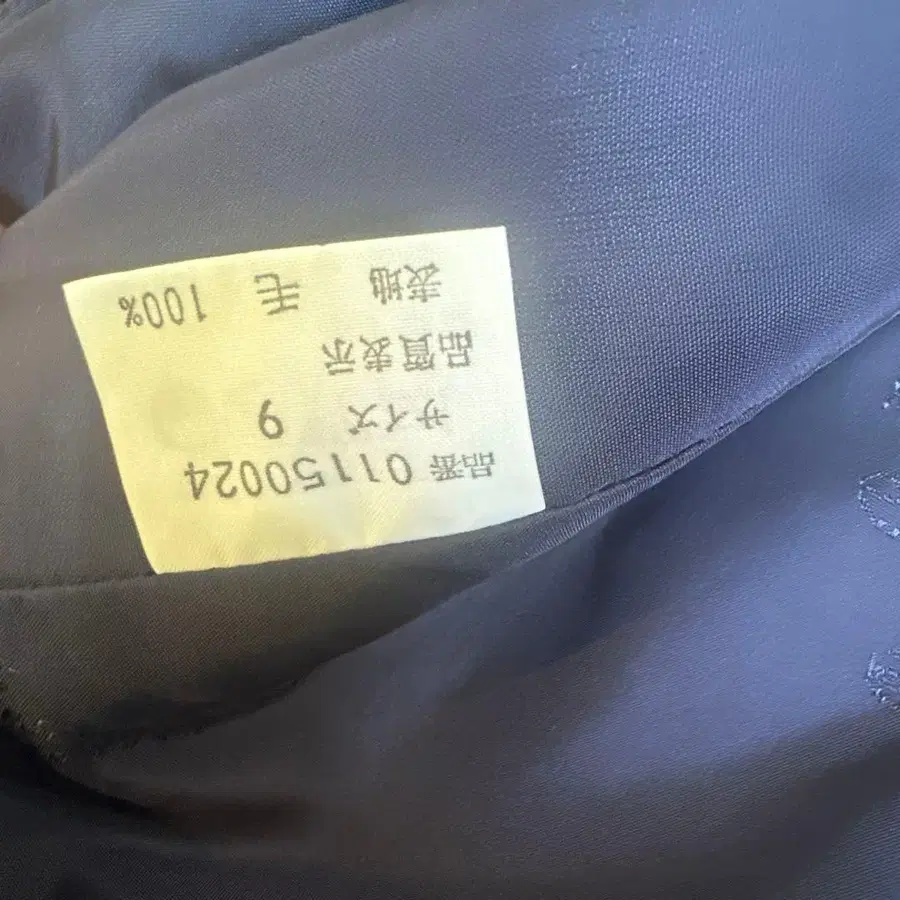 品番 01150024
サイズ 9
品質表示
表地 毛 100%